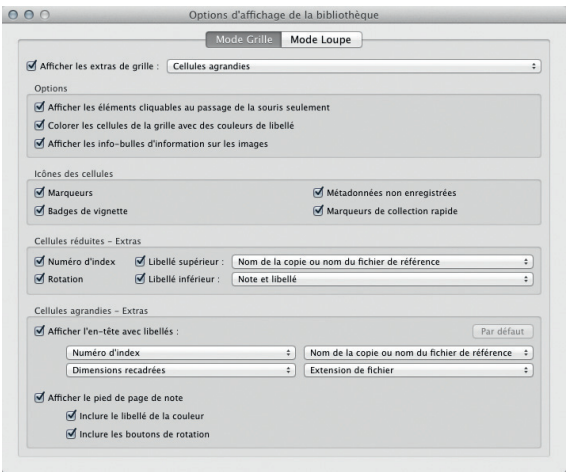 Options d'affichage de la bibliothèque
Mode Grille Mode Loupe
Afficher les extras de grille : Cellules agrandies
Options
Afficher les éléments cliquables au passage de la souris seulement
Colorer les cellules de la grille avec des couleurs de libellé
Afficher les info-bulles d'information sur les images
Icônes des cellules
Marqueurs Métadonnées non enregistrées
Badges de vignette Marqueurs de collection rapide
Cellules réduites – Extras
Numéro d'index Libellé supérieur : Nom de la copie ou nom du fichier de référence
Rotation Libellé inférieur : Note et libellé
Cellules agrandies – Extras
Afficher l'en-tête avec libellés : Par défaut
Numéro d'index Nom de la copie ou nom du fichier de référence
Dimensions recadrées Extension de fichier
Afficher le pied de page de note
Inclure le libellé de la couleur
Inclure les boutons de rotation